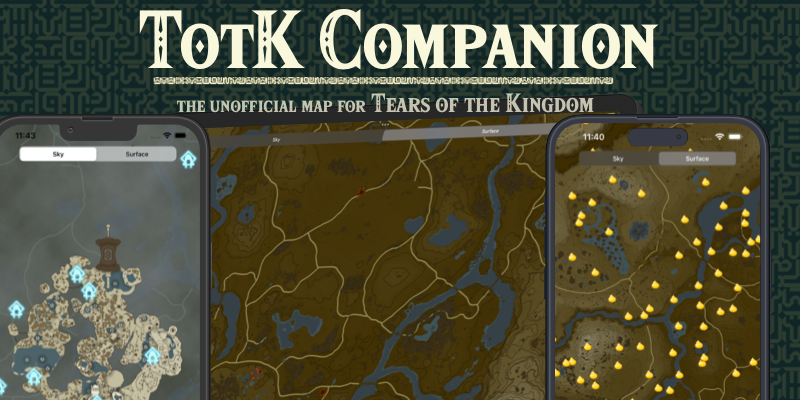 TotK Companion
the unofficial map for Tears of the Kingdom
11:43
Sky Surface
Sky Surface
11:40
Sky Surface